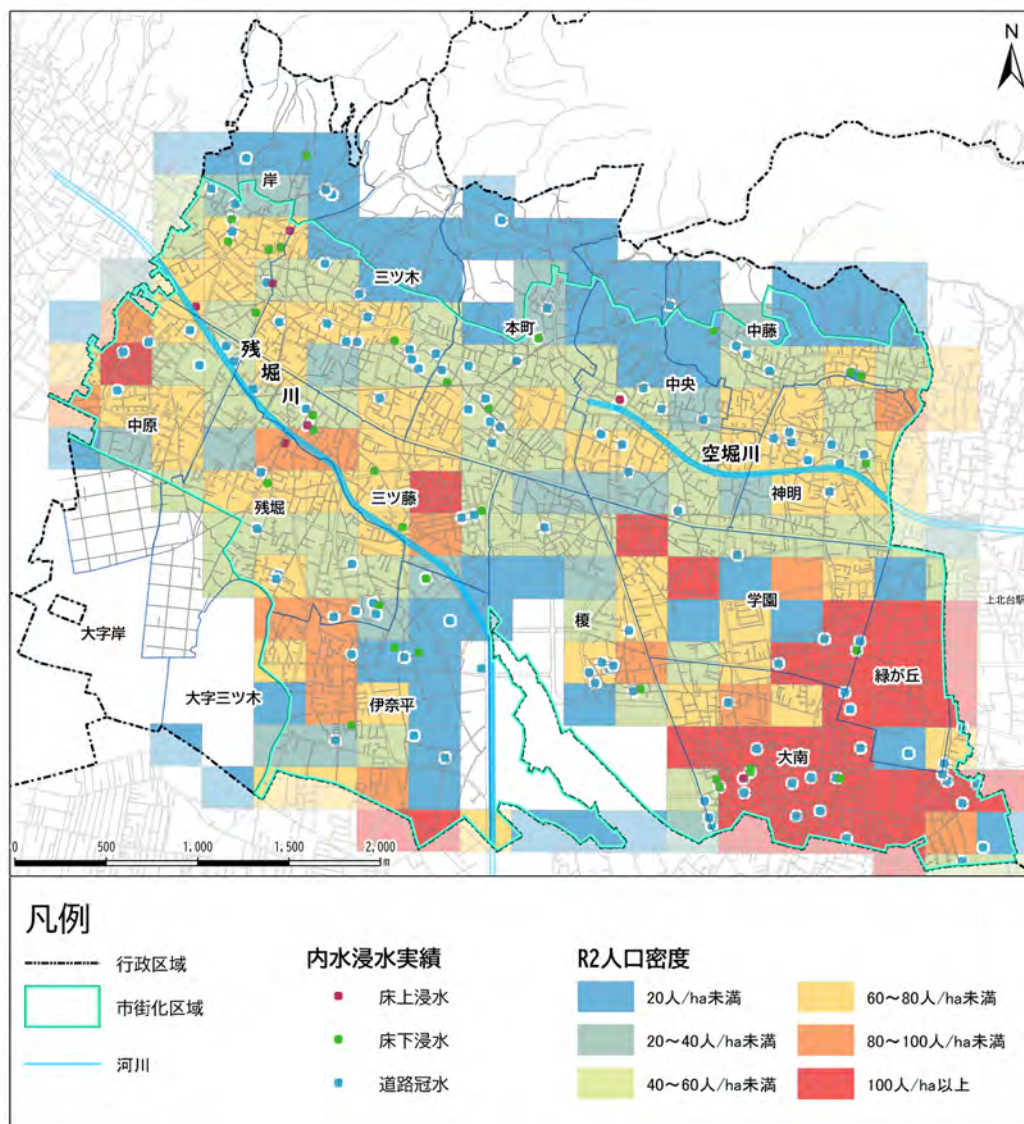 N
岸
三ツ木
本町
中藤
残
堀
川
中央
中原
空堀川
神明
残堀
三ツ藤
学園
上北台駅
大字岸
榎
緑が丘
大字三ツ木
伊奈平
大南
0 500 1,000 1,500 2,000
m
凡例
行政区域
市街化区域
河川
内水浸水実績
床上浸水
床下浸水
道路冠水
R2人口密度
20人/ha未満
20～40人/ha未満
40～60人/ha未満
60～80人/ha未満
80～100人/ha未満
100人/ha以上